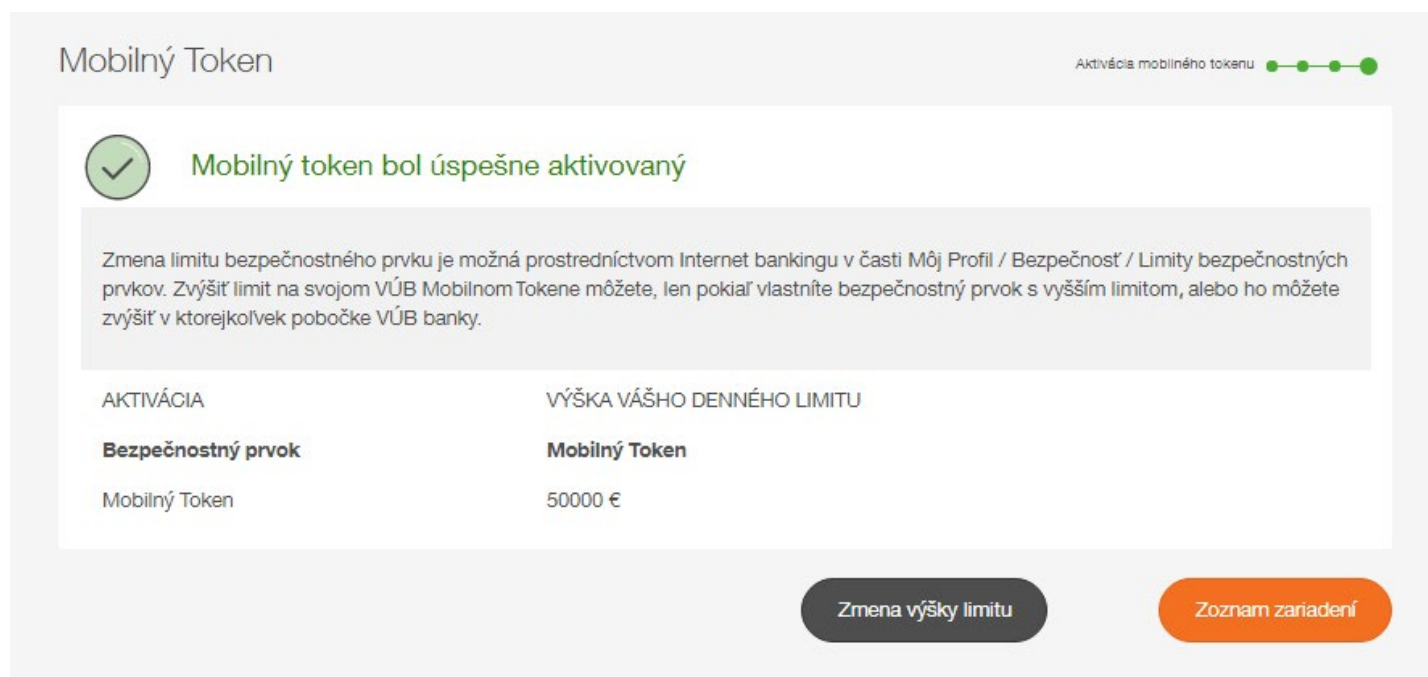 Mobilný Token
Aktivácia mobilného tokenu
Mobilný token bol úspešne aktivovaný
Zmena limitu bezpečnostného prvku je možná prostredníctvom Internet bankingu v časti Môj Profil / Bezpečnosť / Limity bezpečnostných
prvkov. Zvýšiť limit na svojom VÚB Mobilnom Tokene môžete, len pokiaľ vlastníte bezpečnostný prvok s vyšším limitom, alebo ho môžete
zvýšiť v ktorejkoľvek pobočke VÚB banky.
AKTIVÁCIA VÝŠKA VÁŠHO DENNÉHO LIMITU
Bezpečnostný prvok Mobilný Token
Mobilný Token 50000 €
Zmena výšky limitu Zoznam zariadení